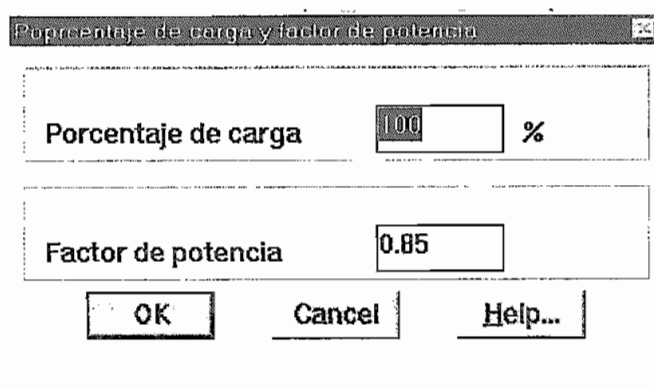 Poprcentaje de carga y factor de potencia
Porcentaje de carga 100 %
Factor de potencia 0.85
OK Cancel Help...